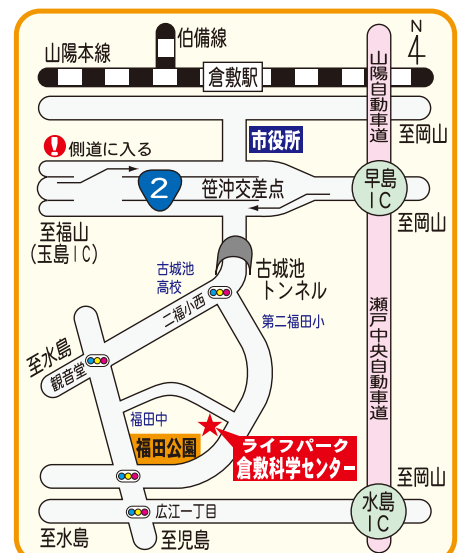 伯備線
山陽本線
倉敷駅
N
山陽自動車道
至岡山
市役所
側道に入る
2
笹沖交差点
早島
IC
至岡山
至福山
(玉島IC)
古城池
高校
古城池
トンネル
二福小西
第二福田小
瀬戸中央自動車道
至水島
観音堂
福田中
福田公園
ライフパーク
倉敷科学センター
至岡山
水島
IC
広江一丁目
至水島
至児島